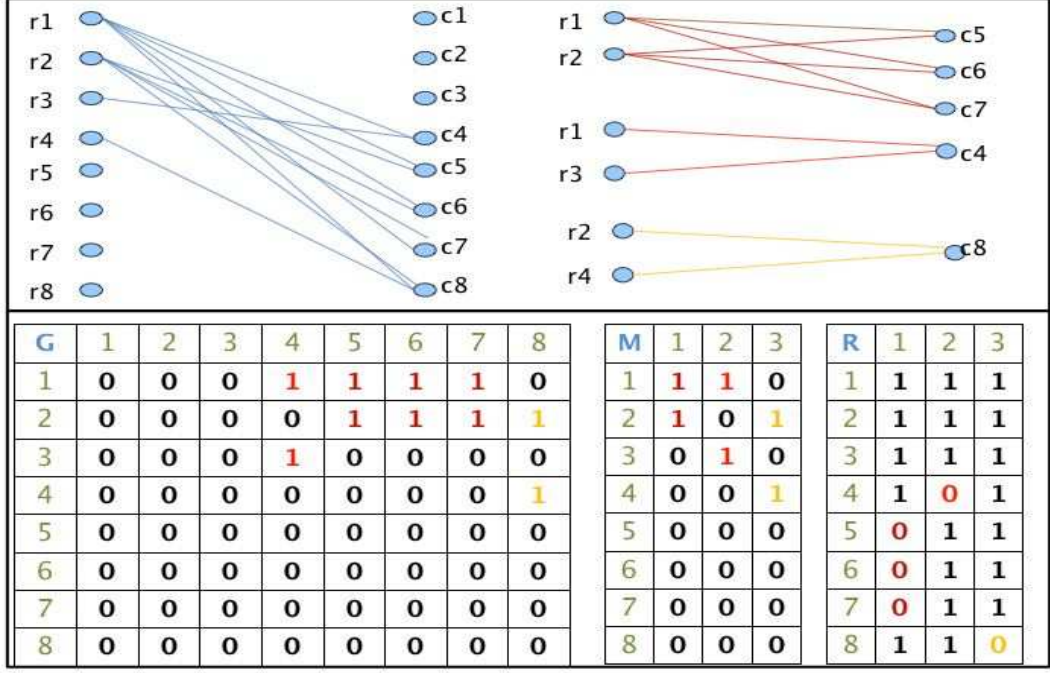 r1 c1 r1 c5
r2 c2 r2 c6
r3 c3 c7
r4 c4 r1 c4
r5 c5 r3
r6 c6 r2 c8
r7 c7 r4
r8 c8
G 1 2 3 4 5 6 7 8 M 1 2 3 R 1 2 3
1 0 0 0 1 1 1 1 0 1 1 1 0 1 1 1 1
2 0 0 0 0 1 1 1 1 2 1 0 1 2 1 1 1
3 0 0 0 1 0 0 0 0 3 0 1 0 3 1 1 1
4 0 0 0 0 0 0 0 1 4 0 0 1 4 1 0 1
5 0 0 0 0 0 0 0 0 5 0 0 0 5 0 1 1
6 0 0 0 0 0 0 0 0 6 0 0 0 6 0 1 1
7 0 0 0 0 0 0 0 0 7 0 0 0 7 0 1 1
8 0 0 0 0 0 0 0 0 8 0 0 0 8 1 1 0